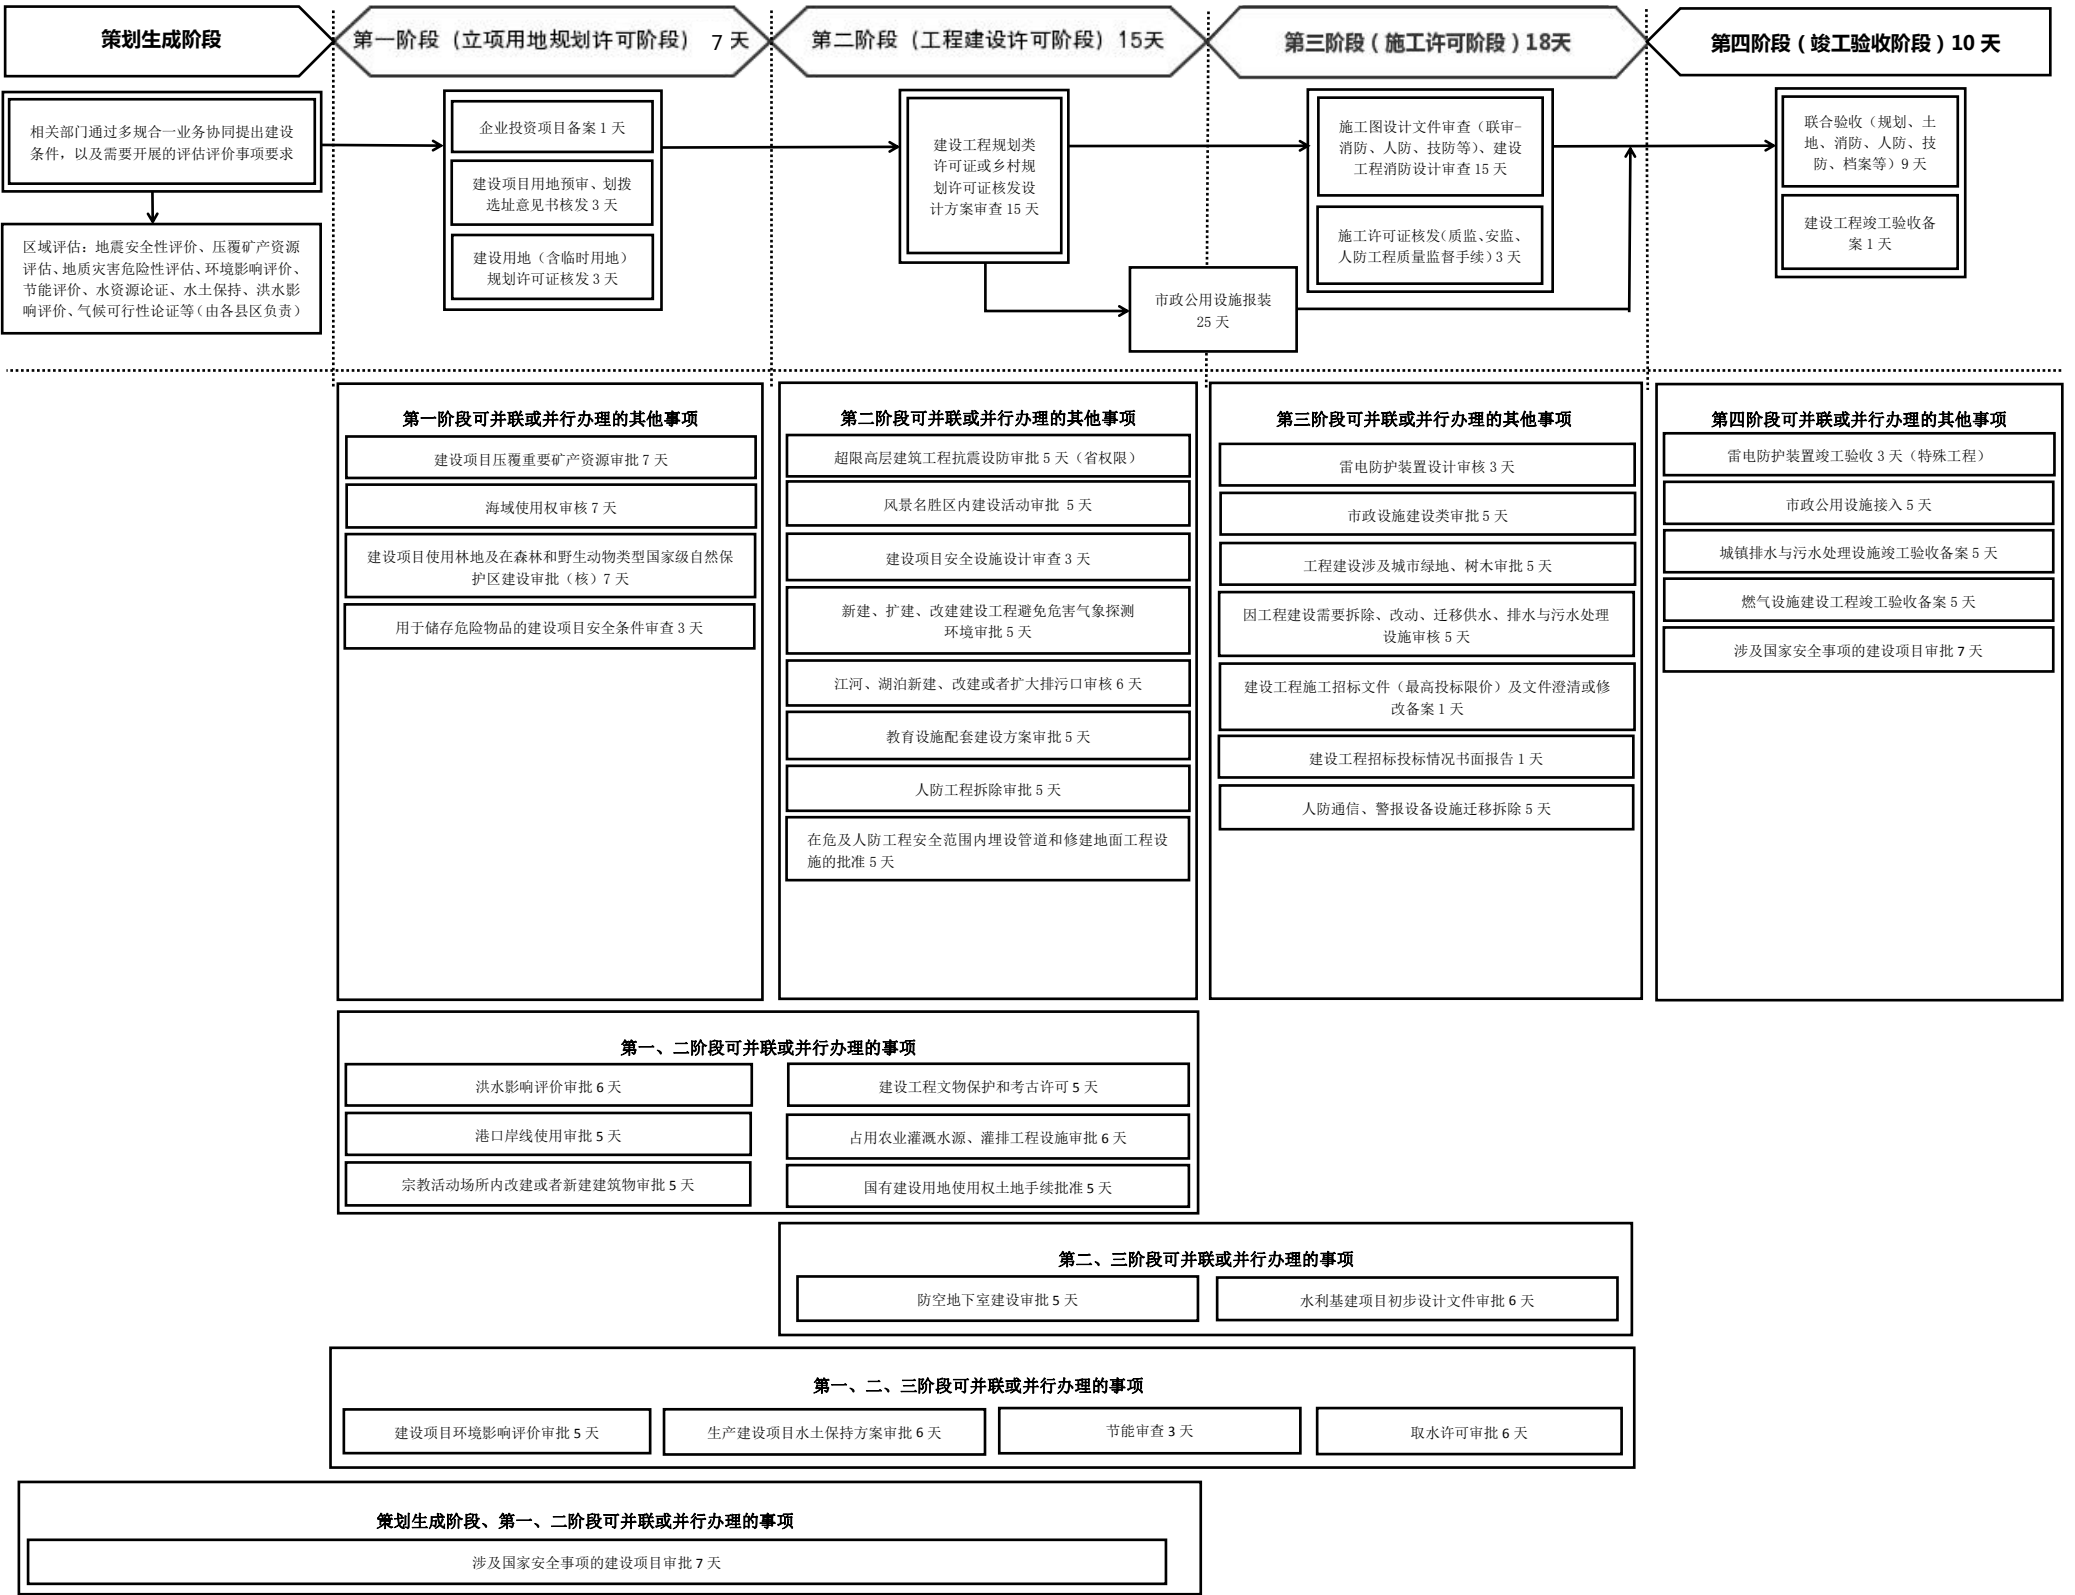 策划生成阶段
第一阶段（立项用地规划许可阶段） 7 天
第二阶段（工程建设许可阶段）15天
第三阶段（施工许可阶段）18天
第四阶段（竣工验收阶段）10 天
相关部门通过多规合一业务协同提出建设
条件，以及需要开展的评估评价事项要求
区域评估：地震安全性评价、压覆矿产资源
评估、地质灾害危险性评估、环境影响评价、
节能评价、水资源论证、水土保持、洪水影
响评价、气候可行性论证等（由各县区负责）
企业投资项目备案 1 天
建设项目用地预审、划拨
选址意见书核发 3 天
建设用地（含临时用地）
规划许可证核发 3 天
建设工程规划类
许可证或乡村规
划许可证核发设
计方案审查 15 天
市政公用设施报装
25 天
施工图设计文件审查（联审-
消防、人防、技防等）、建设
工程消防设计审查 15 天
施工许可证核发（质监、安监、
人防工程质量监督手续）3 天
联合验收（规划、土
地、消防、人防、技
防、档案等）9 天
建设工程竣工验收备
案 1 天
第一阶段可并联或并行办理的其他事项
建设项目压覆重要矿产资源审批 7 天
海域使用权审核 7 天
建设项目使用林地及在森林和野生动物类型国家级自然保
护区建设审批（核）7 天
用于储存危险物品的建设项目安全条件审查 3 天
第二阶段可并联或并行办理的其他事项
超限高层建筑工程抗震设防审批 5 天（省权限）
风景名胜区内建设活动审批 5 天
建设项目安全设施设计审查 3 天
新建、扩建、改建建设工程避免危害气象探测
环境审批 5 天
江河、湖泊新建、改建或者扩大排污口审核 6 天
教育设施配套建设方案审批 5 天
人防工程拆除审批 5 天
在危及人防工程安全范围内埋设管道和修建地面工程设
施的批准 5 天
第三阶段可并联或并行办理的其他事项
雷电防护装置设计审核 3 天
市政设施建设类审批 5 天
工程建设涉及城市绿地、树木审批 5 天
因工程建设需要拆除、改动、迁移供水、排水与污水处理
设施审核 5 天
建设工程施工招标文件（最高投标限价）及文件澄清或修
改备案 1 天
建设工程招标投标情况书面报告 1 天
人防通信、警报设备设施迁移拆除 5 天
第四阶段可并联或并行办理的其他事项
雷电防护装置竣工验收 3 天（特殊工程）
市政公用设施接入 5 天
城镇排水与污水处理设施竣工验收备案 5 天
燃气设施建设工程竣工验收备案 5 天
涉及国家安全事项的建设项目审批 7 天
第一、二阶段可并联或并行办理的事项
洪水影响评价审批 6 天
建设工程文物保护和考古许可 5 天
港口岸线使用审批 5 天
占用农业灌溉水源、灌排工程设施审批 6 天
宗教活动场所内改建或者新建建筑物审批 5 天
国有建设用地使用权土地手续批准 5 天
第二、三阶段可并联或并行办理的事项
防空地下室建设审批 5 天
水利基建项目初步设计文件审批 6 天
第一、二、三阶段可并联或并行办理的事项
建设项目环境影响评价审批 5 天
生产建设项目水土保持方案审批 6 天
节能审查 3 天
取水许可审批 6 天
策划生成阶段、第一、二阶段可并联或并行办理的事项
涉及国家安全事项的建设项目审批 7 天